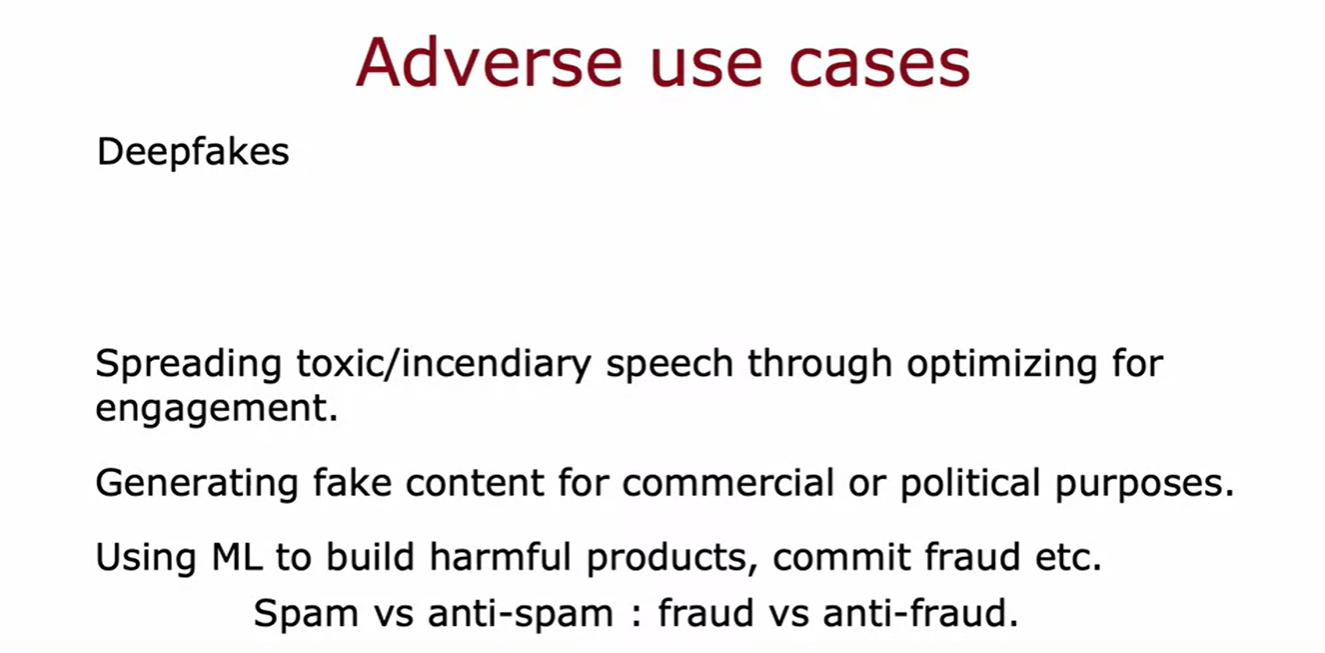 Adverse use cases
Deepfakes
Spreading toxic/incendiary speech through optimizing for
engagement.
Generating fake content for commercial or political purposes.
Using ML to build harmful products, commit fraud etc.
Spam vs anti-spam : fraud vs anti-fraud.